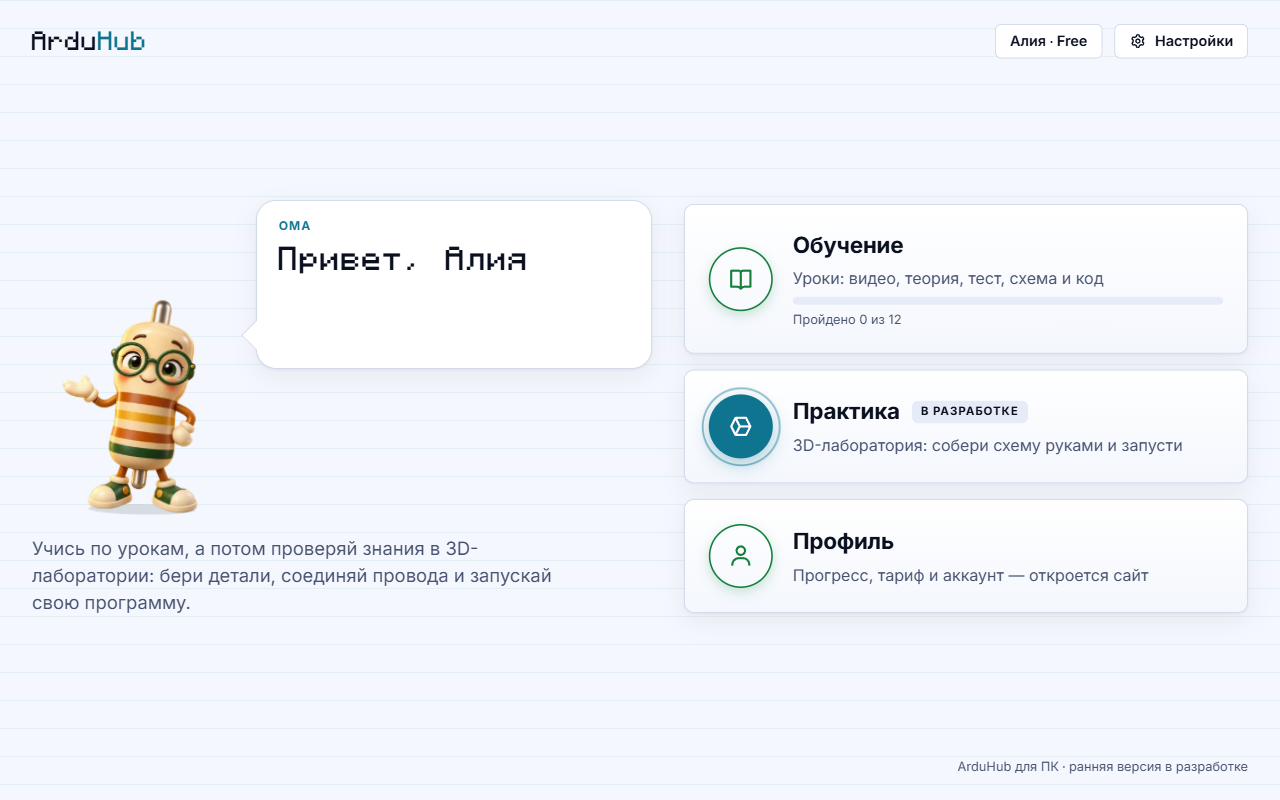 ArduHub
Алия · Free
Настройки
ОМА
Привет, Алия
Учись по урокам, а потом проверяй знания в 3D-
лаборатории: бери детали, соединяй провода и запускай
свою программу.
Обучение
Уроки: видео, теория, тест, схема и код
Пройдено 0 из 12
Практика В РАЗРАБОТКЕ
3D-лаборатория: собери схему руками и запусти
Профиль
Прогресс, тариф и аккаунт — откроется сайт
ArduHub для ПК · ранняя версия в разработке